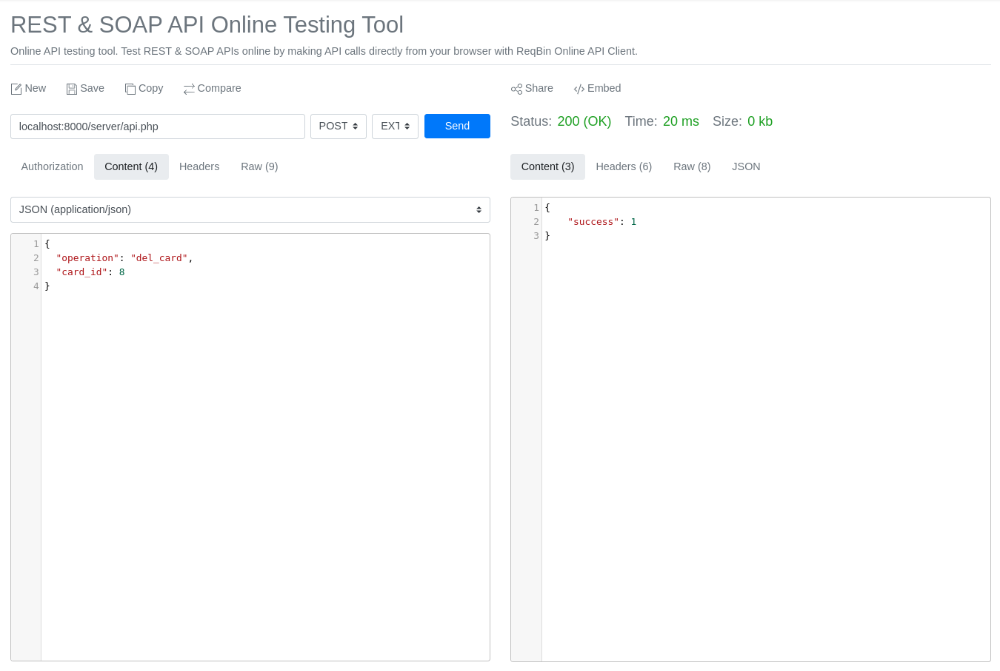 REST & SOAP API Online Testing Tool
Online API testing tool. Test REST & SOAP APIs online by making API calls directly from your browser with ReqBin Online API Client.
New Save Copy Compare
localhost:8000/server/api.php POST EXT Send
Authorization Content (4) Headers Raw (9)
JSON (application/json)
1 {
2 "operation": "del_card",
3 "card_id": 8
4 }
Share Embed
Status: 200 (OK) Time: 20 ms Size: 0 kb
Content (3) Headers (6) Raw (8) JSON
1 {
2 "success": 1
3 }